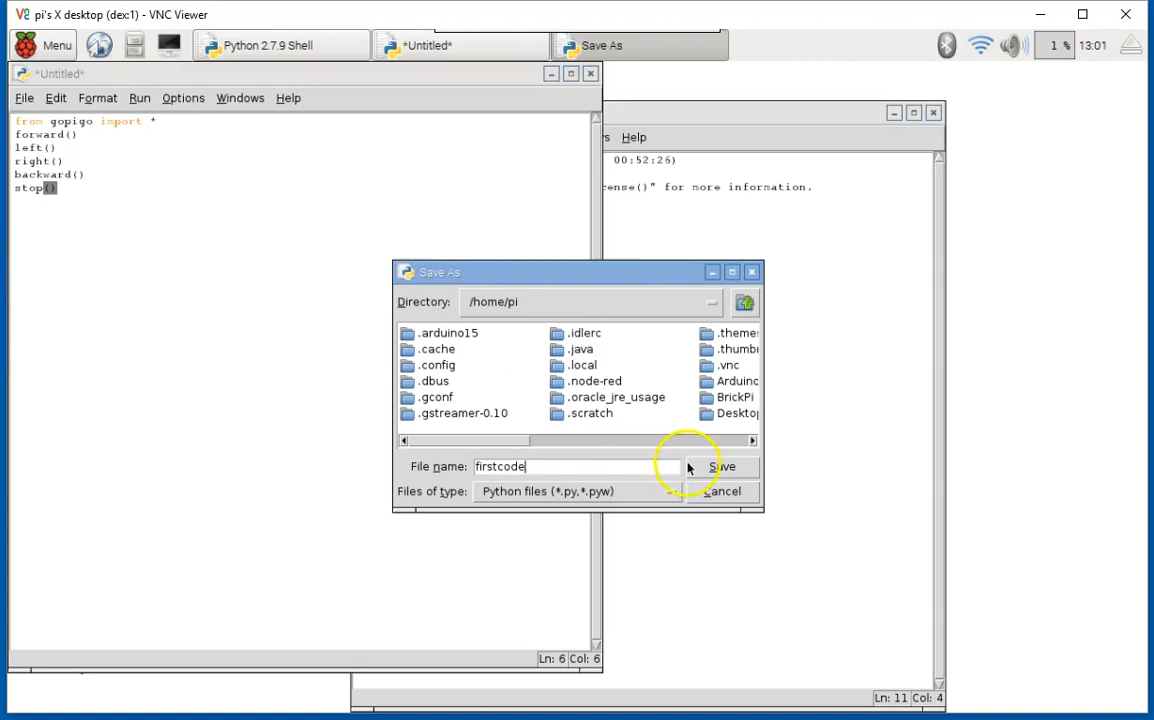 pi's X desktop (dex:1) - VNC Viewer
Menu
Python 2.7.9 Shell
*Untitled*
Save As
1 %
13:01
*Untitled*
File Edit Format Run Options Windows Help
from gopigo import *
forward()
left()
right()
backward()
stop()
Ln: 6 Col: 6
Help
00:52:26)
cense()" for more information.
Ln: 11 Col: 4
Save As
Directory: /home/pi
.arduino15 .idlerc .themes
.cache .java .thumb
.config .local .vnc
.dbus .node-red Arduino
.gconf .oracle_jre_usage BrickPi
.gstreamer-0.10 .scratch Desktop
File name: firstcode Save
Files of type: Python files (*.py,*.pyw) Cancel